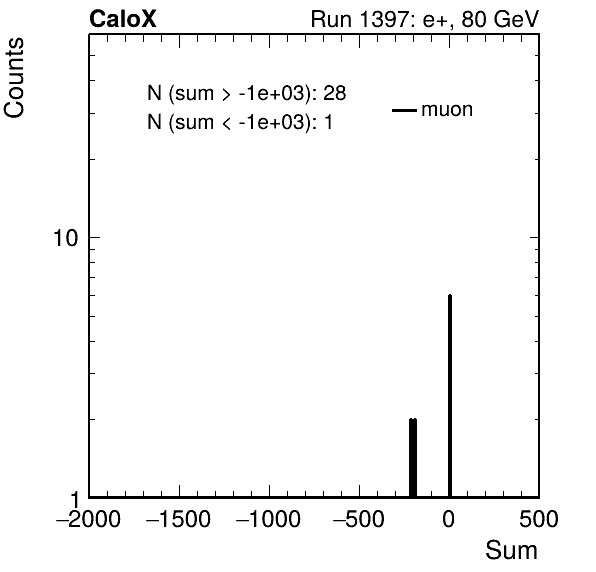 CaloX Run 1397: e+, 80 GeV
Counts
N (sum > -1e+03): 28
N (sum < -1e+03): 1
muon
10
1
−2000 −1500 −1000 −500 0 500
Sum